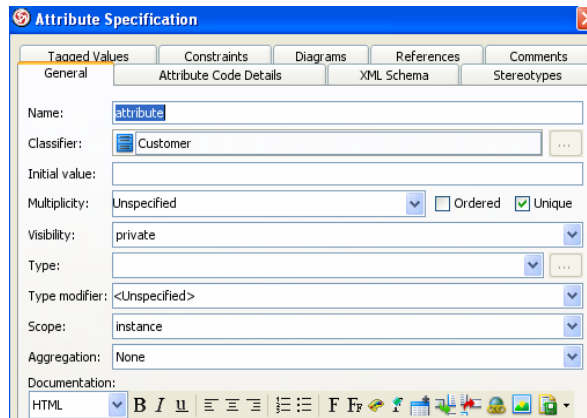 Attribute Specification
Tagged Values Constraints Diagrams References Comments
General Attribute Code Details XML Schema Stereotypes
Name: attribute
Classifier: Customer ...
Initial value:
Multiplicity: Unspecified Ordered Unique
Visibility: private
Type: ...
Type modifier: <Unspecified>
Scope: instance
Aggregation: None
Documentation:
HTML B I u F FF